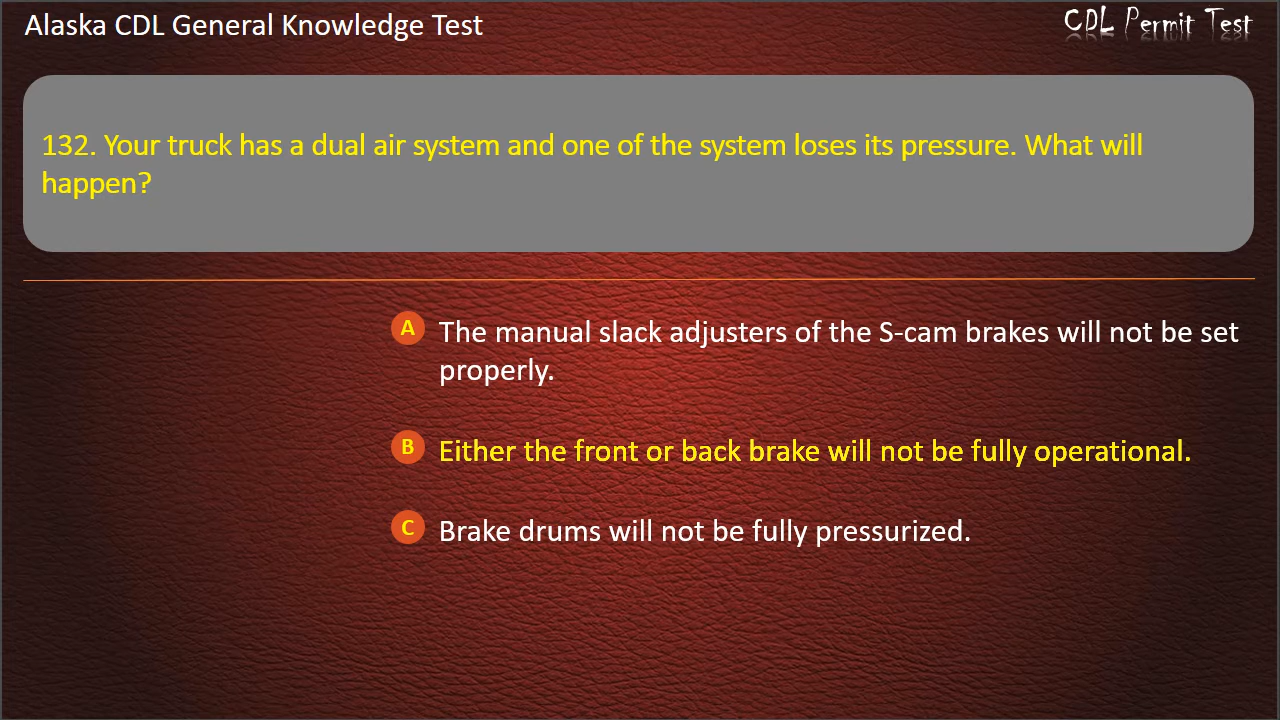 Alaska CDL General Knowledge Test
CDL Permit Test
132. Your truck has a dual air system and one of the system loses its pressure. What will
happen?
A The manual slack adjusters of the S-cam brakes will not be set
properly.
B Either the front or back brake will not be fully operational.
C Brake drums will not be fully pressurized.